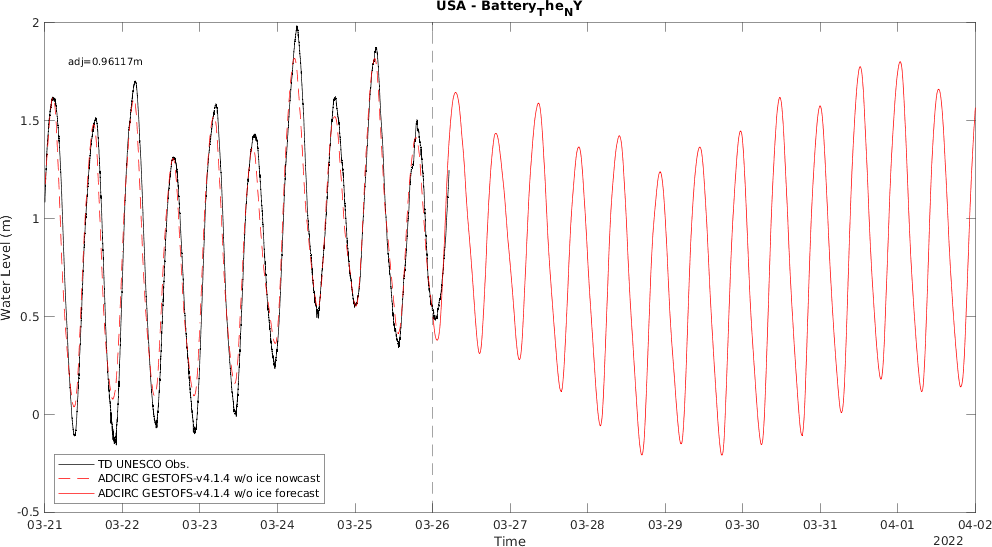 USA - Battery_The_NY
2
adj=0.96117m
1.5
1
Water Level (m)
0.5
0
TD UNESCO Obs.
ADCIRC GESTOFS-v4.1.4 w/o ice nowcast
ADCIRC GESTOFS-v4.1.4 w/o ice forecast
-0.5
03-21 03-22 03-23 03-24 03-25 03-26 03-27 03-28 03-29 03-30 03-31 04-01 04-02
Time
2022